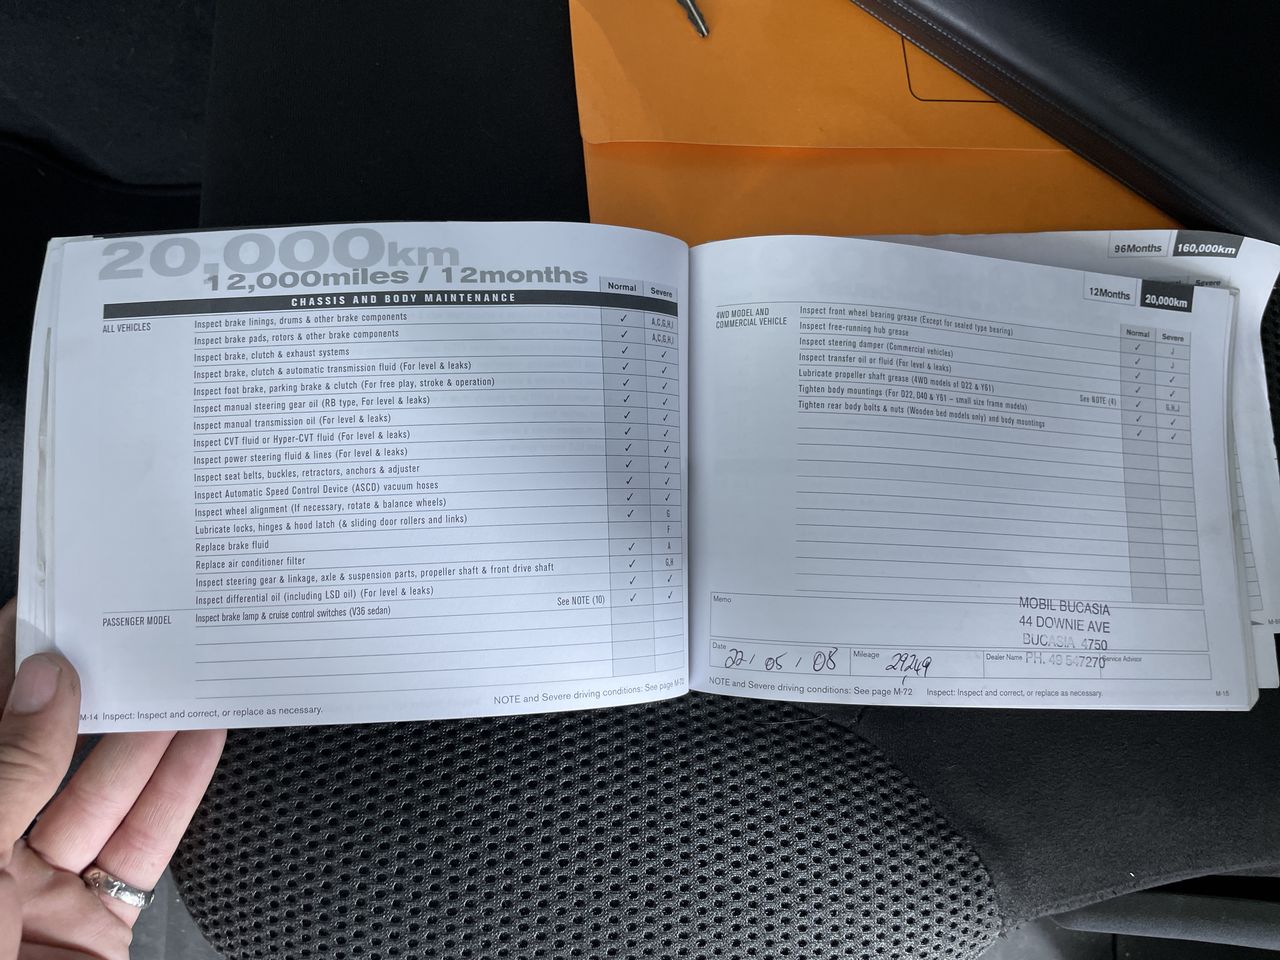 20,000km
12,000miles / 12months
CHASSIS AND BODY MAINTENANCE
Normal Severe
ALL VEHICLES
Inspect brake linings, drums & other brake components ✓ A,C,G,H,I
Inspect brake pads, rotors & other brake components ✓ A,C,G,H,I
Inspect brake, clutch & exhaust systems ✓ ✓
Inspect brake, clutch & automatic transmission fluid (For level & leaks) ✓ ✓
Inspect foot brake, parking brake & clutch (For free play, stroke & operation) ✓ ✓
Inspect manual steering gear oil (RB type, For level & leaks) ✓ ✓
Inspect manual transmission oil (For level & leaks) ✓ ✓
Inspect CVT fluid or Hyper-CVT fluid (For level & leaks) ✓ ✓
Inspect power steering fluid & lines (For level & leaks) ✓ ✓
Inspect seat belts, buckles, retractors, anchors & adjuster ✓ ✓
Inspect Automatic Speed Control Device (ASCD) vacuum hoses ✓ ✓
Inspect wheel alignment (If necessary, rotate & balance wheels) ✓ ✓
Lubricate locks, hinges & hood latch (& sliding door rollers and links) ✓ G
Replace brake fluid F
Replace air conditioner filter ✓ A
Inspect steering gear & linkage, axle & suspension parts, propeller shaft & front drive shaft ✓ G,H
Inspect differential oil (including LSD oil) (For level & leaks) ✓ ✓
PASSENGER MODEL
Inspect brake lamp & cruise control switches (V36 sedan) See NOTE (10) ✓ ✓
NOTE and Severe driving conditions: See page M-72
M-14 Inspect: Inspect and correct, or replace as necessary.
96Months 160,000km
Severe
12Months 20,000km
Normal Severe
4WD MODEL AND
COMMERCIAL VEHICLE
Inspect front wheel bearing grease (Except for sealed type bearing) ✓ J
Inspect free-running hub grease ✓ J
Inspect steering damper (Commercial vehicles) ✓ ✓
Inspect transfer oil or fluid (For level & leaks) ✓ ✓
Lubricate propeller shaft grease (4WD models of D22 & Y61) See NOTE (4) ✓ G,H,J
Tighten body mountings (For D22, D40 & Y61 – small size frame models) ✓ ✓
Tighten rear body bolts & nuts (Wooden bed models only) and body mountings ✓ ✓
Memo
MOBIL BUCASIA
44 DOWNIE AVE
BUCASIA 4750
PH. 49 547270
Date 22 / 05 / 08 Mileage 29,249 Dealer Name Service Advisor
NOTE and Severe driving conditions: See page M-72 Inspect: Inspect and correct, or replace as necessary.
M-15